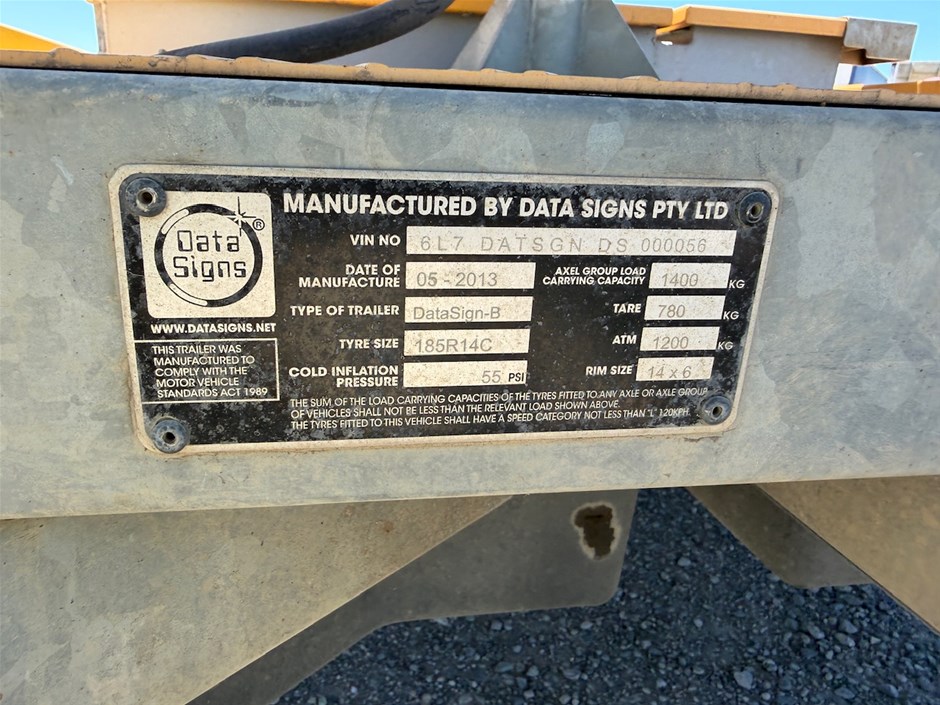 MANUFACTURED BY DATA SIGNS PTY LTD
Data Signs ®
WWW.DATASIGNS.NET
THIS TRAILER WAS
MANUFACTURED TO
COMPLY WITH THE
MOTOR VEHICLE
STANDARDS ACT 1989
VIN NO 6L7 DATSGN DS 000056
DATE OF MANUFACTURE 05 - 2013
AXEL GROUP LOAD CARRYING CAPACITY 1400 KG
TYPE OF TRAILER DataSign-B
TARE 780 KG
TYRE SIZE 185R14C
ATM 1200 KG
COLD INFLATION PRESSURE 55 PSI
RIM SIZE 14 x 6
THE SUM OF THE LOAD CARRYING CAPACITIES OF THE TYRES FITTED TO ANY AXLE OR AXLE GROUP
OF VEHICLES SHALL NOT BE LESS THAN THE RELEVANT LOAD SHOWN ABOVE.
THE TYRES FITTED TO THIS VEHICLE SHALL HAVE A SPEED CATEGORY NOT LESS THAN "L" 120KPH.